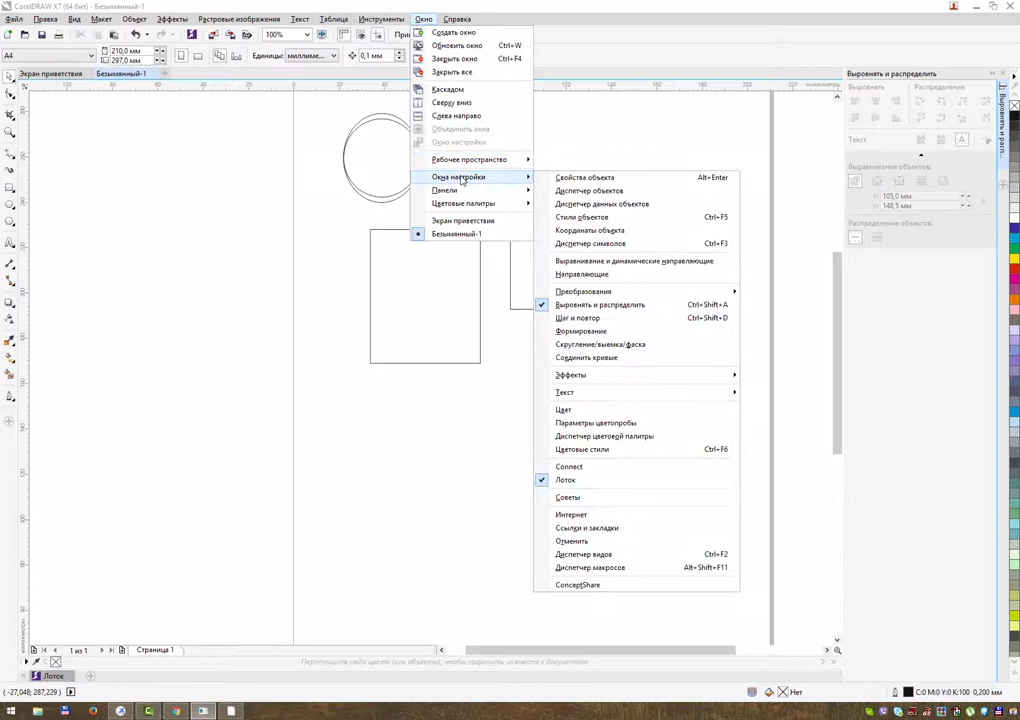 CorelDRAW X7 (64 бит) - Безымянный-1
Файл Правка Вид Макет Объект Эффекты Растровые изображения Текст Таблица Инструменты Окно Справка
100%
A4 210,0 мм 297,0 мм Единицы: миллиме... 0,1 мм
Экран приветствия Безымянный-1
Создать окно
Обновить окно Ctrl+W
Закрыть окно Ctrl+F4
Закрыть все
Каскадом
Сверху вниз
Слева направо
Объединить окна
Окно настройки
Рабочее пространство
Окна настройки
Панели
Цветовые палитры
Экран приветствия
Безымянный-1
Свойства объекта Alt+Enter
Диспетчер объектов
Диспетчер данных объектов
Стили объектов Ctrl+F5
Координаты объекта
Диспетчер символов Ctrl+F3
Выравнивание и динамические направляющие
Направляющие
Преобразования
Выровнять и распределить Ctrl+Shift+A
Шаг и повтор Ctrl+Shift+D
Формирование
Скругление/выемка/фаска
Соединить кривые
Эффекты
Текст
Цвет
Параметры цветопробы
Диспетчер цветовой палитры
Цветовые стили Ctrl+F6
Connect
Лоток
Советы
Интернет
Ссылки и закладки
Отменить
Диспетчер видов Ctrl+F2
Диспетчер макросов Alt+Shift+F11
ConceptShare
Выровнять и распределить
Выровнять Распределение
Текст
Выравнивание объектов:
105,0 мм
148,5 мм
Распределение объектов:
Выровнять и расп...
1 из 1 Страница 1
Перетащите сюда цвета (или объекты), чтобы сохранить их вместе с документом
Лоток
(-27,048; 287,229) Нет C:0 M:0 Y:0 K:100 0,200 мм